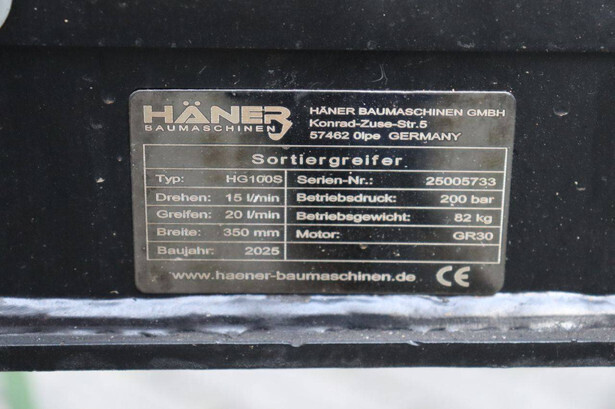 HÄNER
BAUMASCHINEN
HÄNER BAUMASCHINEN GMBH
Konrad-Zuse-Str.5
57462 Olpe GERMANY
Sortiergreifer
Typ: HG100S Serien-Nr.: 25005733
Drehen: 15 l/min Betriebsdruck: 200 bar
Greifen: 20 l/min Betriebsgewicht: 82 kg
Breite: 350 mm Motor: GR30
Baujahr: 2025
www.haener-baumaschinen.de CE